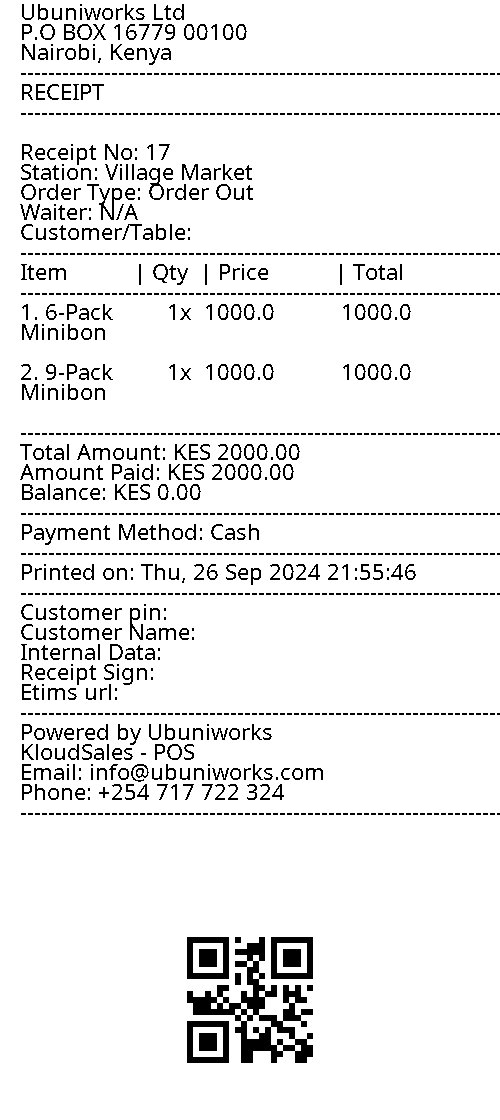 Ubuniworks Ltd
P.O BOX 16779 00100
Nairobi, Kenya
RECEIPT
Receipt No: 17
Station: Village Market
Order Type: Order Out
Waiter: N/A
Customer/Table:
Item | Qty | Price | Total
1. 6-Pack 1x 1000.0 1000.0
Minibon
2. 9-Pack 1x 1000.0 1000.0
Minibon
Total Amount: KES 2000.00
Amount Paid: KES 2000.00
Balance: KES 0.00
Payment Method: Cash
Printed on: Thu, 26 Sep 2024 21:55:46
Customer pin:
Customer Name:
Internal Data:
Receipt Sign:
Etims url:
Powered by Ubuniworks
KloudSales - POS
Email: info@ubuniworks.com
Phone: +254 717 722 324